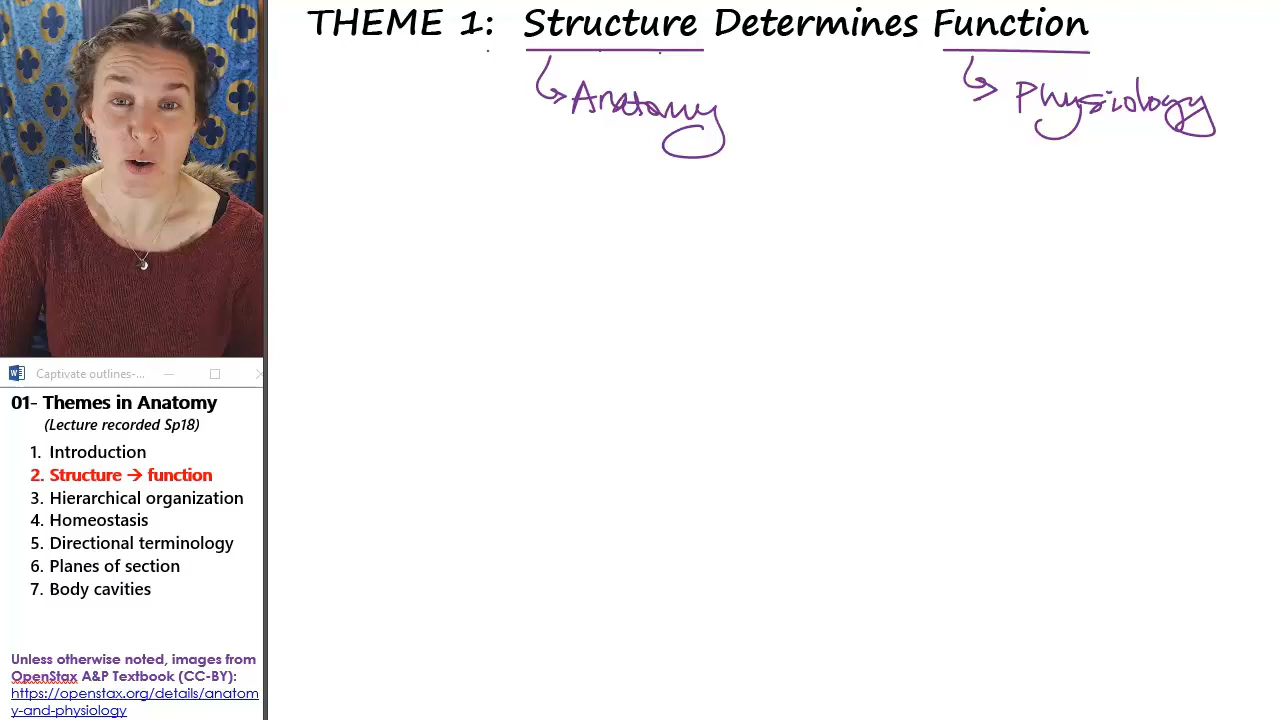 THEME 1: Structure Determines Function
Anatomy
Physiology
Captivate outlines-...
01- Themes in Anatomy
(Lecture recorded Sp18)
1. Introduction
2. Structure → function
3. Hierarchical organization
4. Homeostasis
5. Directional terminology
6. Planes of section
7. Body cavities
Unless otherwise noted, images from
OpenStax A&P Textbook (CC-BY):
https://openstax.org/details/anatom
y-and-physiology